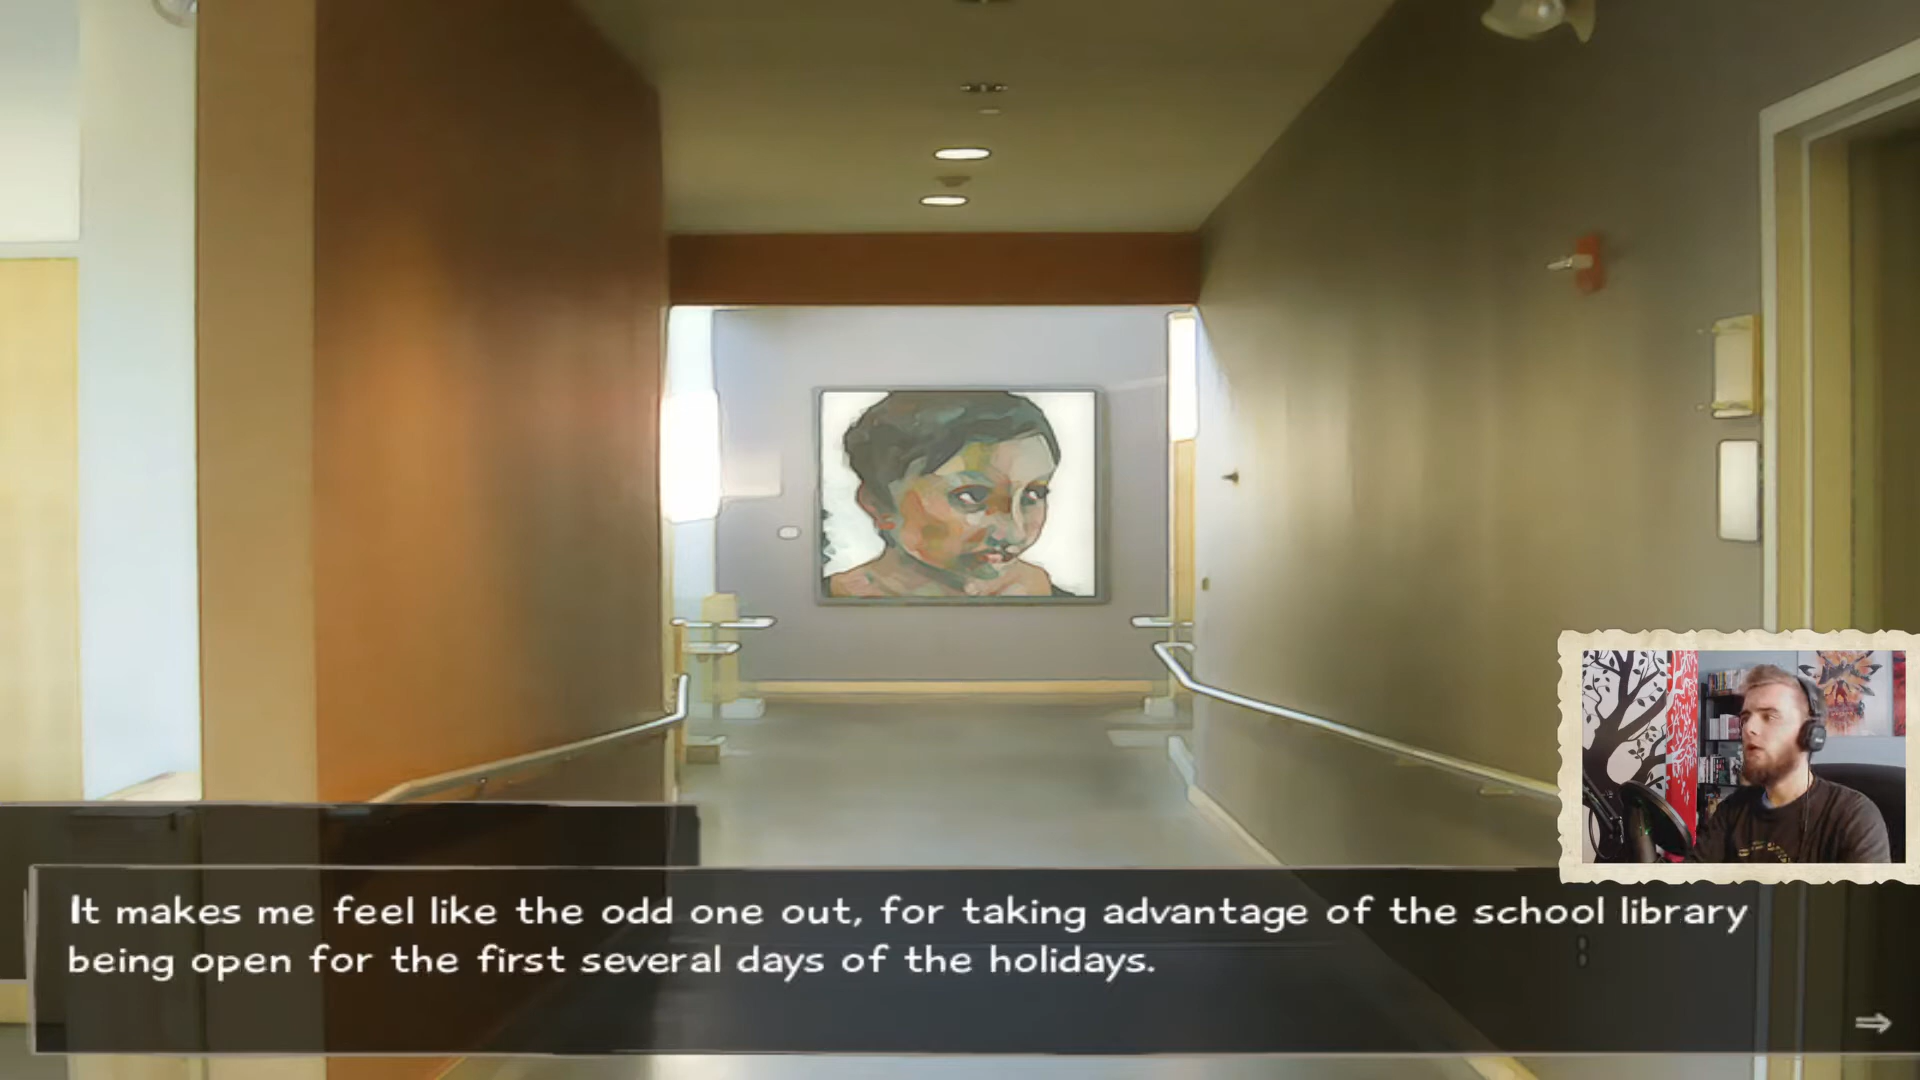 It makes me feel like the odd one out, for taking advantage of the school library
being open for the first several days of the holidays.